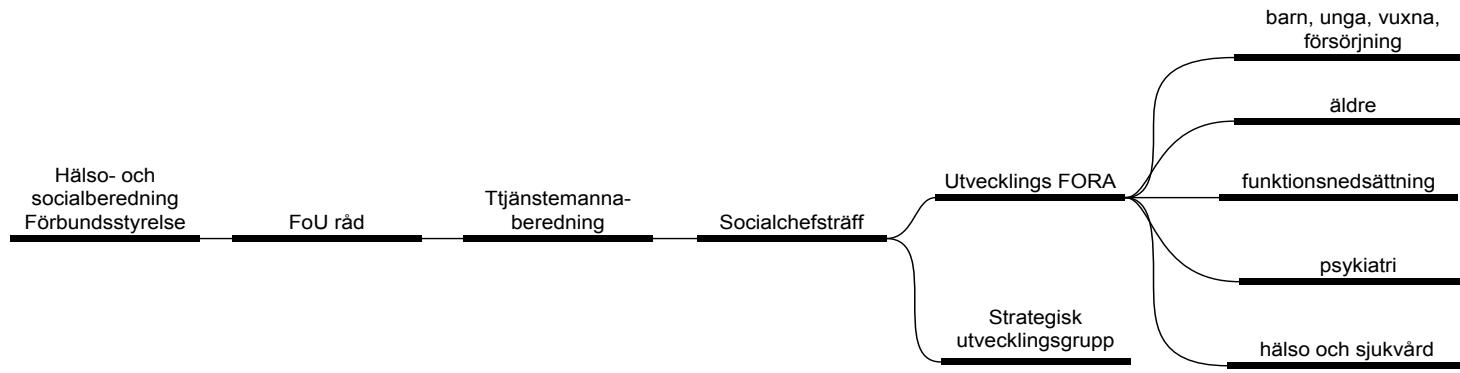 Hälso- och
socialberedning
Förbundsstyrelse
FoU råd
Ttjänstemanna-
beredning
Socialchefsträff
Utvecklings FORA
Strategisk
utvecklingsgrupp
barn, unga, vuxna,
försörjning
äldre
funktionsnedsättning
psykiatri
hälso och sjukvård